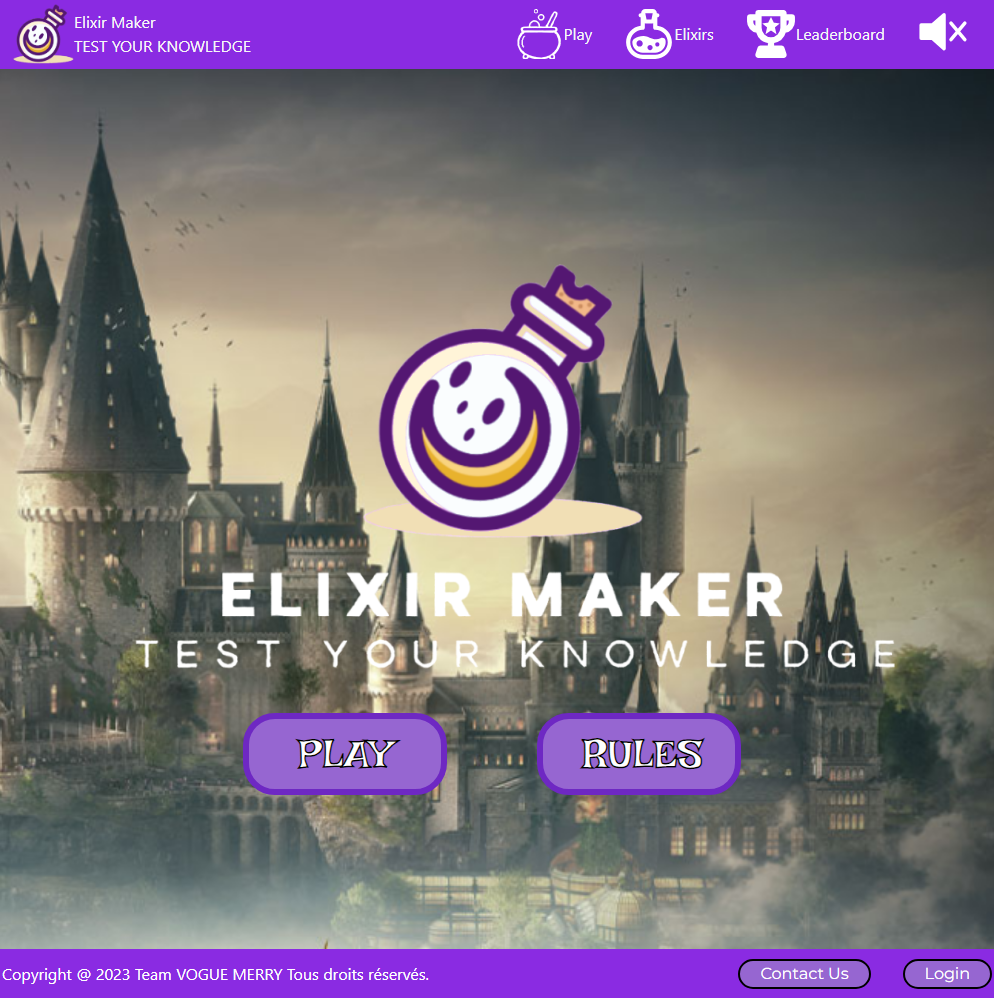 Elixir Maker
TEST YOUR KNOWLEDGE
Play
Elixirs
Leaderboard
ELIXIR MAKER
TEST YOUR KNOWLEDGE
PLAY
RULES
Copyright @ 2023 Team VOGUE MERRY Tous droits réservés.
Contact Us
Login